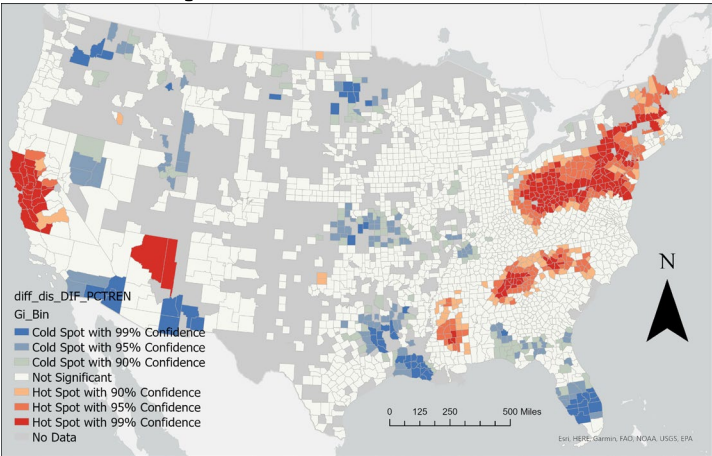 N
diff_dis_DIF_PCTREN
Gi_Bin
Cold Spot with 99% Confidence
Cold Spot with 95% Confidence
Cold Spot with 90% Confidence
Not Significant
Hot Spot with 90% Confidence
Hot Spot with 95% Confidence
Hot Spot with 99% Confidence
No Data
0 125 250 500 Miles
Esri, HERE, Garmin, FAO, NOAA, USGS, EPA